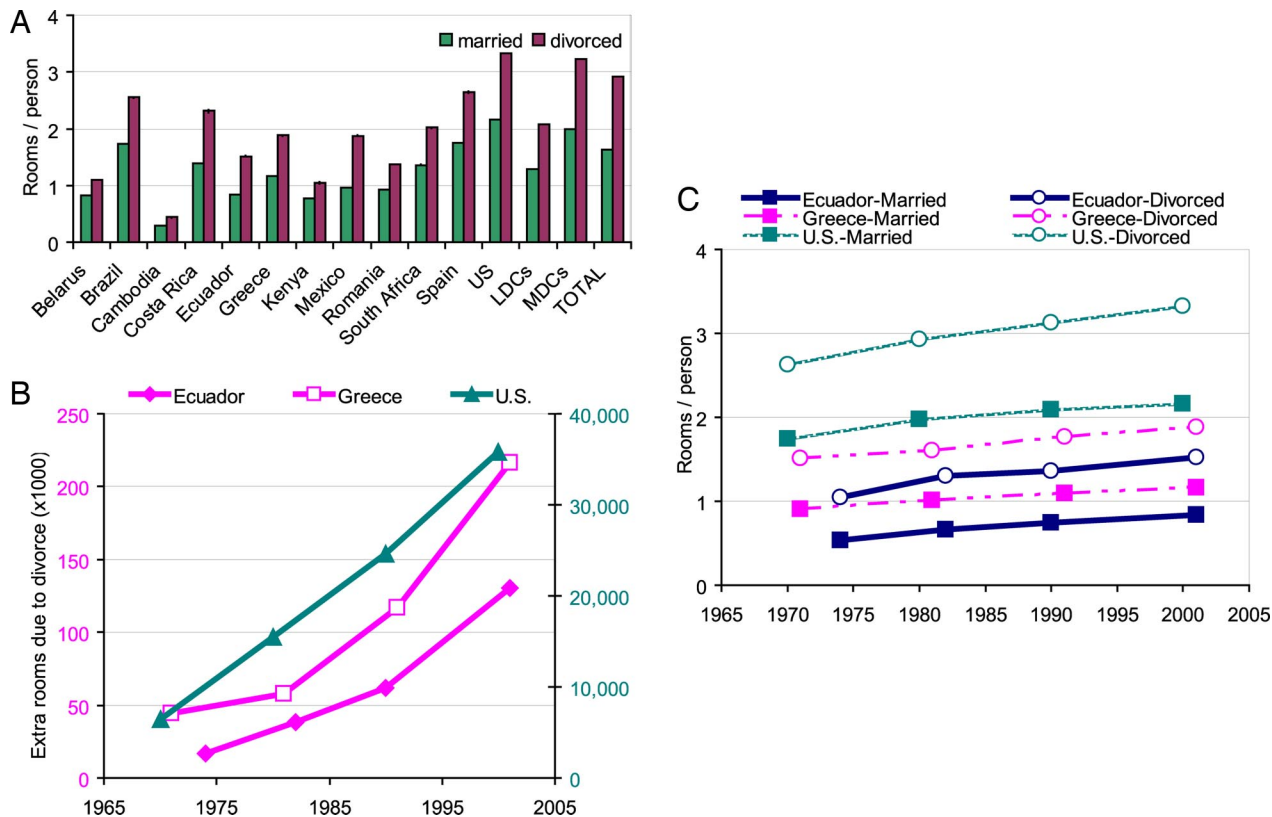 A
4
married divorced
3
2
1
0
Rooms / person
Belarus
Brazil
Cambodia
Costa Rica
Ecuador
Greece
Kenya
Mexico
Romania
South Africa
Spain
US
LDCs
MDCs
TOTAL
B
Ecuador Greece U.S.
250 40,000
200
30,000
150
20,000
100
10,000
50
0 0
Extra rooms due to divorce (x1000)
1965 1975 1985 1995 2005
C
Ecuador-Married Ecuador-Divorced
Greece-Married Greece-Divorced
U.S.-Married U.S.-Divorced
4
3
2
1
0
Rooms / person
1965 1970 1975 1980 1985 1990 1995 2000 2005